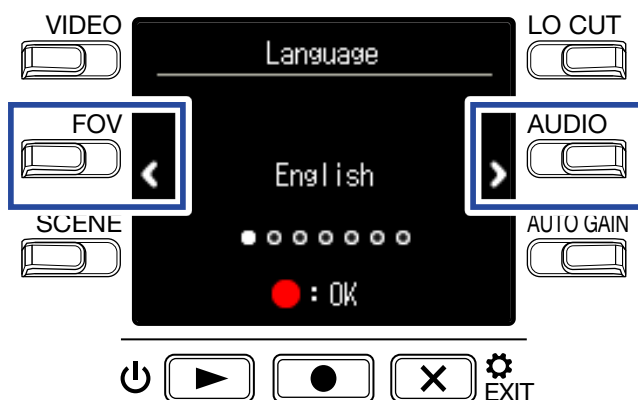 VIDEO
LO CUT
Language
FOV
AUDIO
English
SCENE
AUTO GAIN
: OK
EXIT